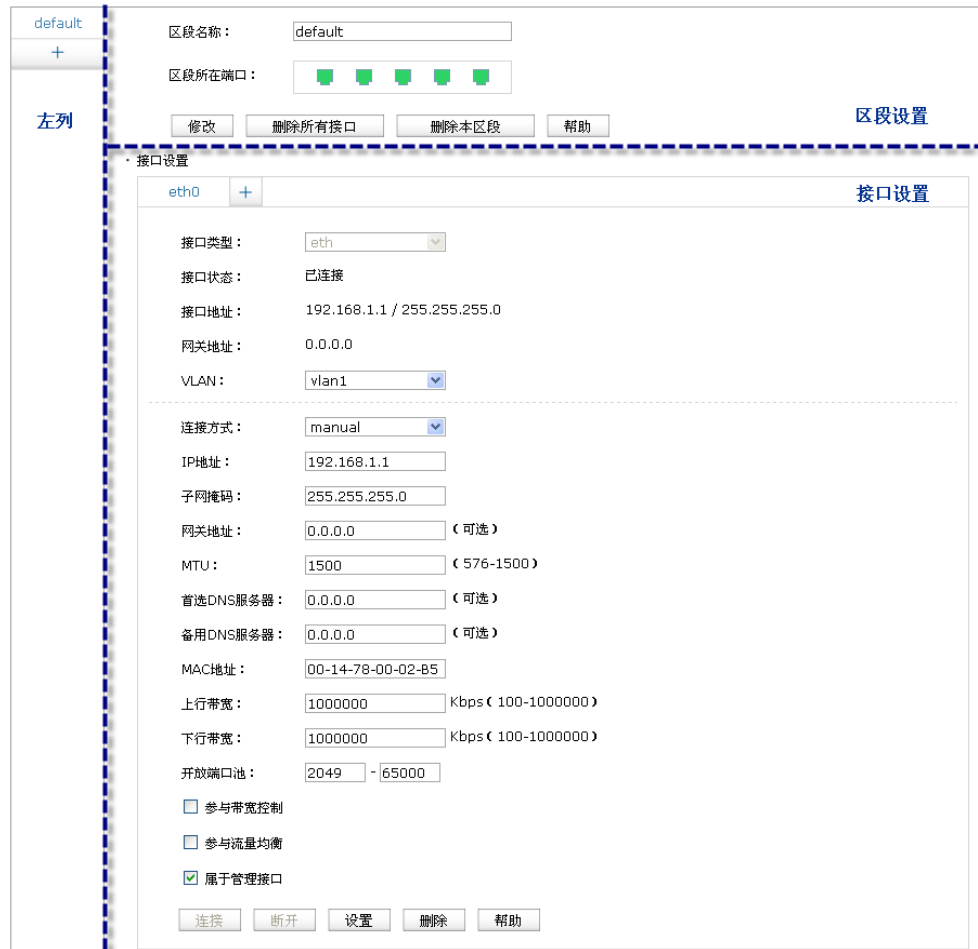 default
+
左列
区段名称： default
区段所在端口：
修改 删除所有接口 删除本区段 帮助
区段设置
· 接口设置
eth0 +
接口设置
接口类型： eth
接口状态： 已连接
接口地址： 192.168.1.1 / 255.255.255.0
网关地址： 0.0.0.0
VLAN： vlan1
连接方式： manual
IP地址： 192.168.1.1
子网掩码： 255.255.255.0
网关地址： 0.0.0.0 （可选）
MTU： 1500 （576-1500）
首选DNS服务器： 0.0.0.0 （可选）
备用DNS服务器： 0.0.0.0 （可选）
MAC地址： 00-14-78-00-02-B5
上行带宽： 1000000 Kbps（100-1000000）
下行带宽： 1000000 Kbps（100-1000000）
开放端口池： 2049 - 65000
参与带宽控制
参与流量均衡
属于管理接口
连接 断开 设置 删除 帮助